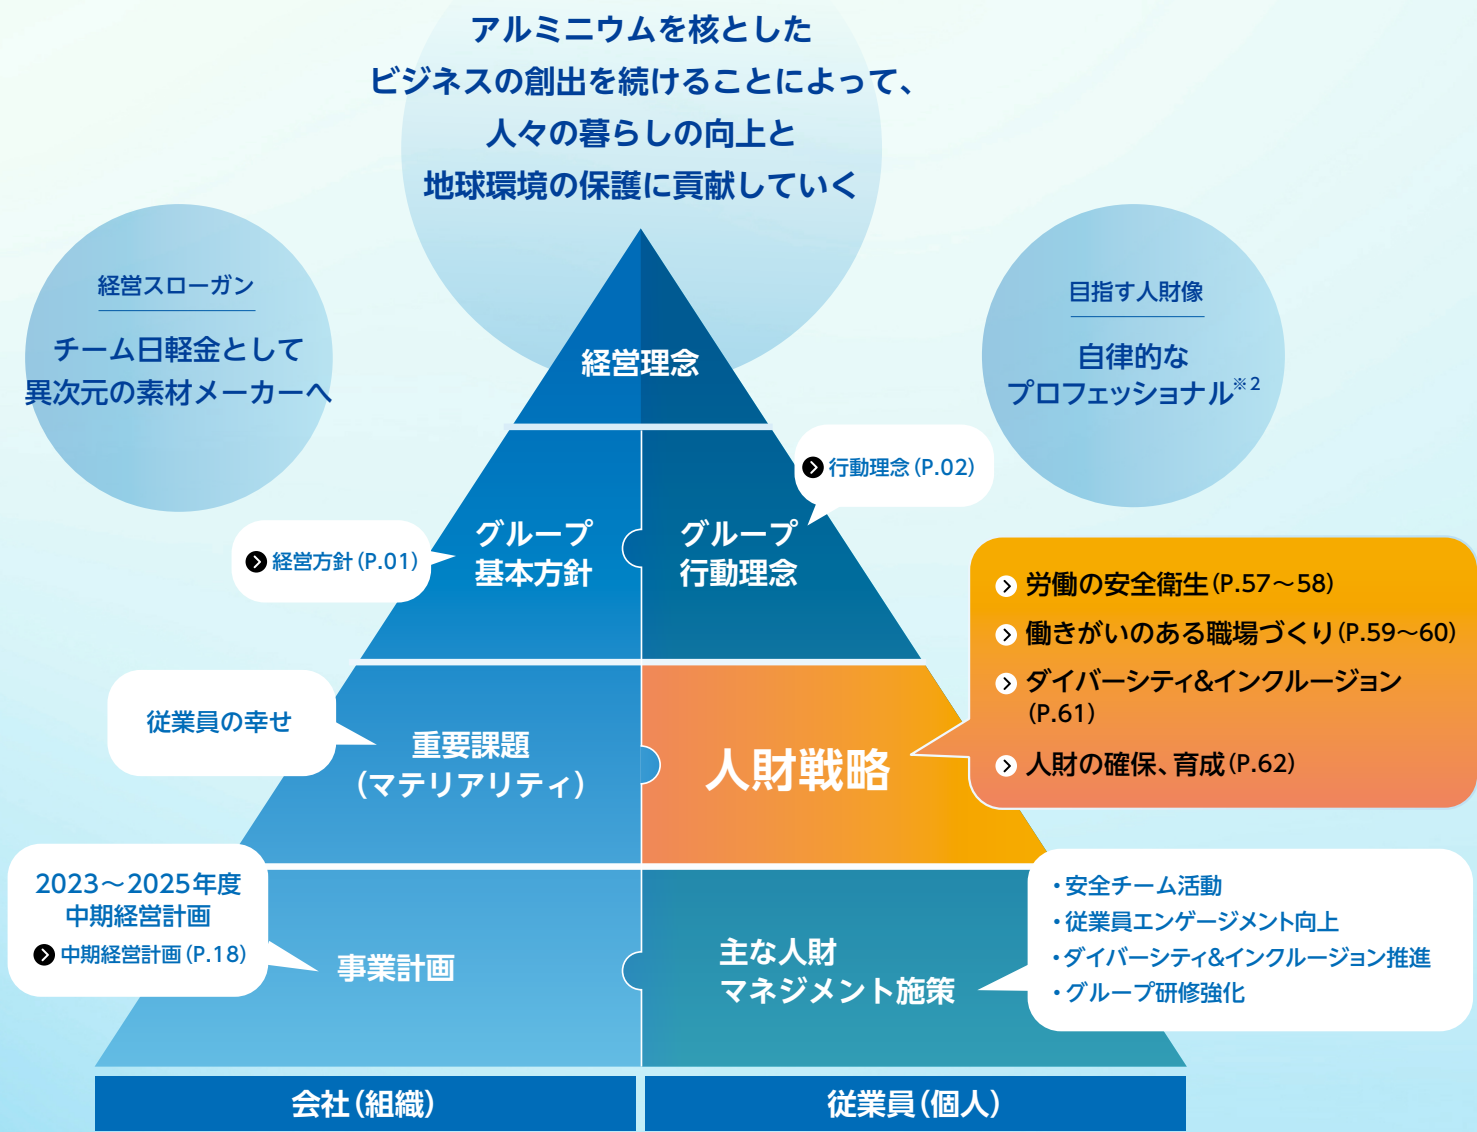 アルミニウムを核とした
ビジネスの創出を続けることによって、
人々の暮らしの向上と
地球環境の保護に貢献していく
経営スローガン
チーム日軽金として
異次元の素材メーカーへ
目指す人財像
自律的な
プロフェッショナル※2
経営理念
行動理念(P.02)
経営方針(P.01)
グループ
基本方針
グループ
行動理念
労働の安全衛生(P.57～58)
働きがいのある職場づくり(P.59～60)
ダイバーシティ&インクルージョン
(P.61)
人財の確保、育成(P.62)
従業員の幸せ
重要課題
(マテリアリティ)
人財戦略
2023～2025年度
中期経営計画
中期経営計画(P.18)
事業計画
主な人財
マネジメント施策
・安全チーム活動
・従業員エンゲージメント向上
・ダイバーシティ&インクルージョン推進
・グループ研修強化
会社(組織)
従業員(個人)